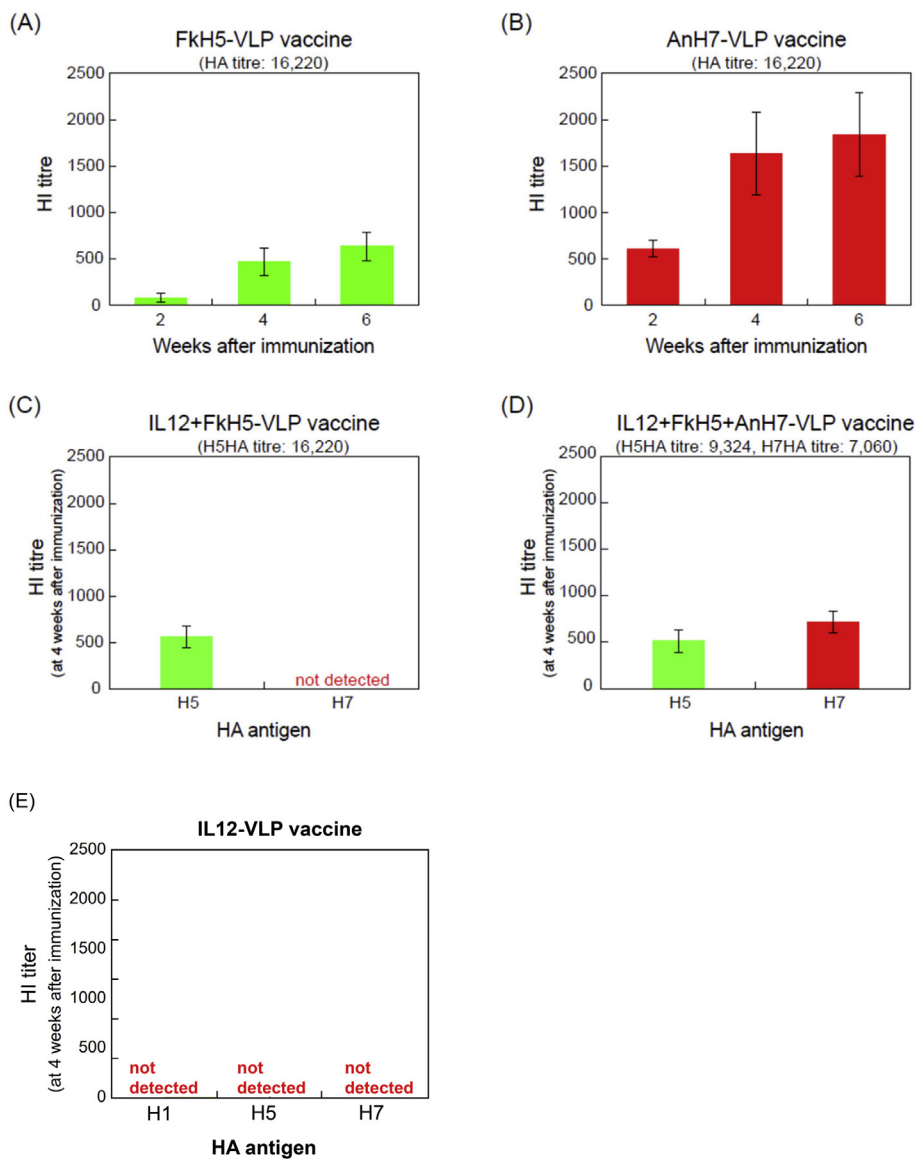 (A)
FkH5-VLP vaccine
(HA titre: 16,220)
HI titre
2500
2000
1500
1000
500
0
2 4 6
Weeks after immunization
(B)
AnH7-VLP vaccine
(HA titre: 16,220)
HI titre
2500
2000
1500
1000
500
0
2 4 6
Weeks after immunization
(C)
IL12+FkH5-VLP vaccine
(H5HA titre: 16,220)
HI titre
(at 4 weeks after immunization)
2500
2000
1500
1000
500
0
not detected
H5 H7
HA antigen
(D)
IL12+FkH5+AnH7-VLP vaccine
(H5HA titre: 9,324, H7HA titre: 7,060)
HI titre
(at 4 weeks after immunization)
2500
2000
1500
1000
500
0
H5 H7
HA antigen
(E)
IL12-VLP vaccine
HI titer
(at 4 weeks after immunization)
2500
2000
1500
1000
500
0
not not not
detected detected detected
H1 H5 H7
HA antigen